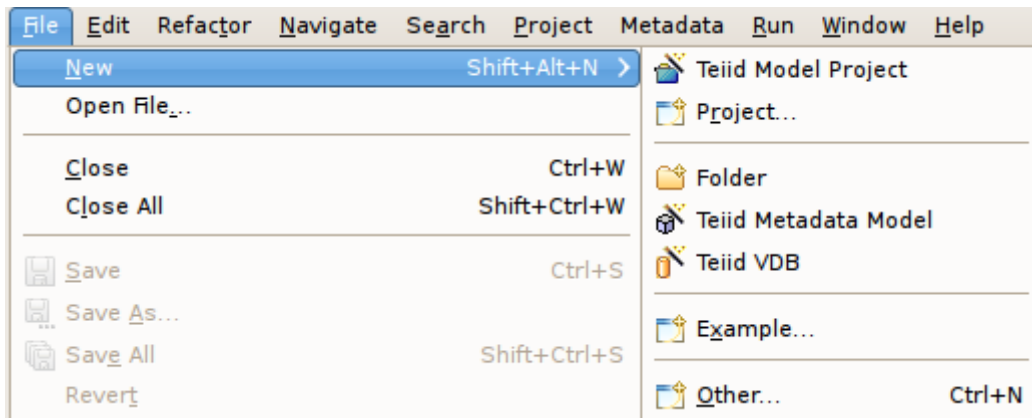 File Edit Refactor Navigate Search Project Metadata Run Window Help
New Shift+Alt+N
Open File...
Close Ctrl+W
Close All Shift+Ctrl+W
Save Ctrl+S
Save As...
Save All Shift+Ctrl+S
Revert
Teiid Model Project
Project...
Folder
Teiid Metadata Model
Teiid VDB
Example...
Other... Ctrl+N